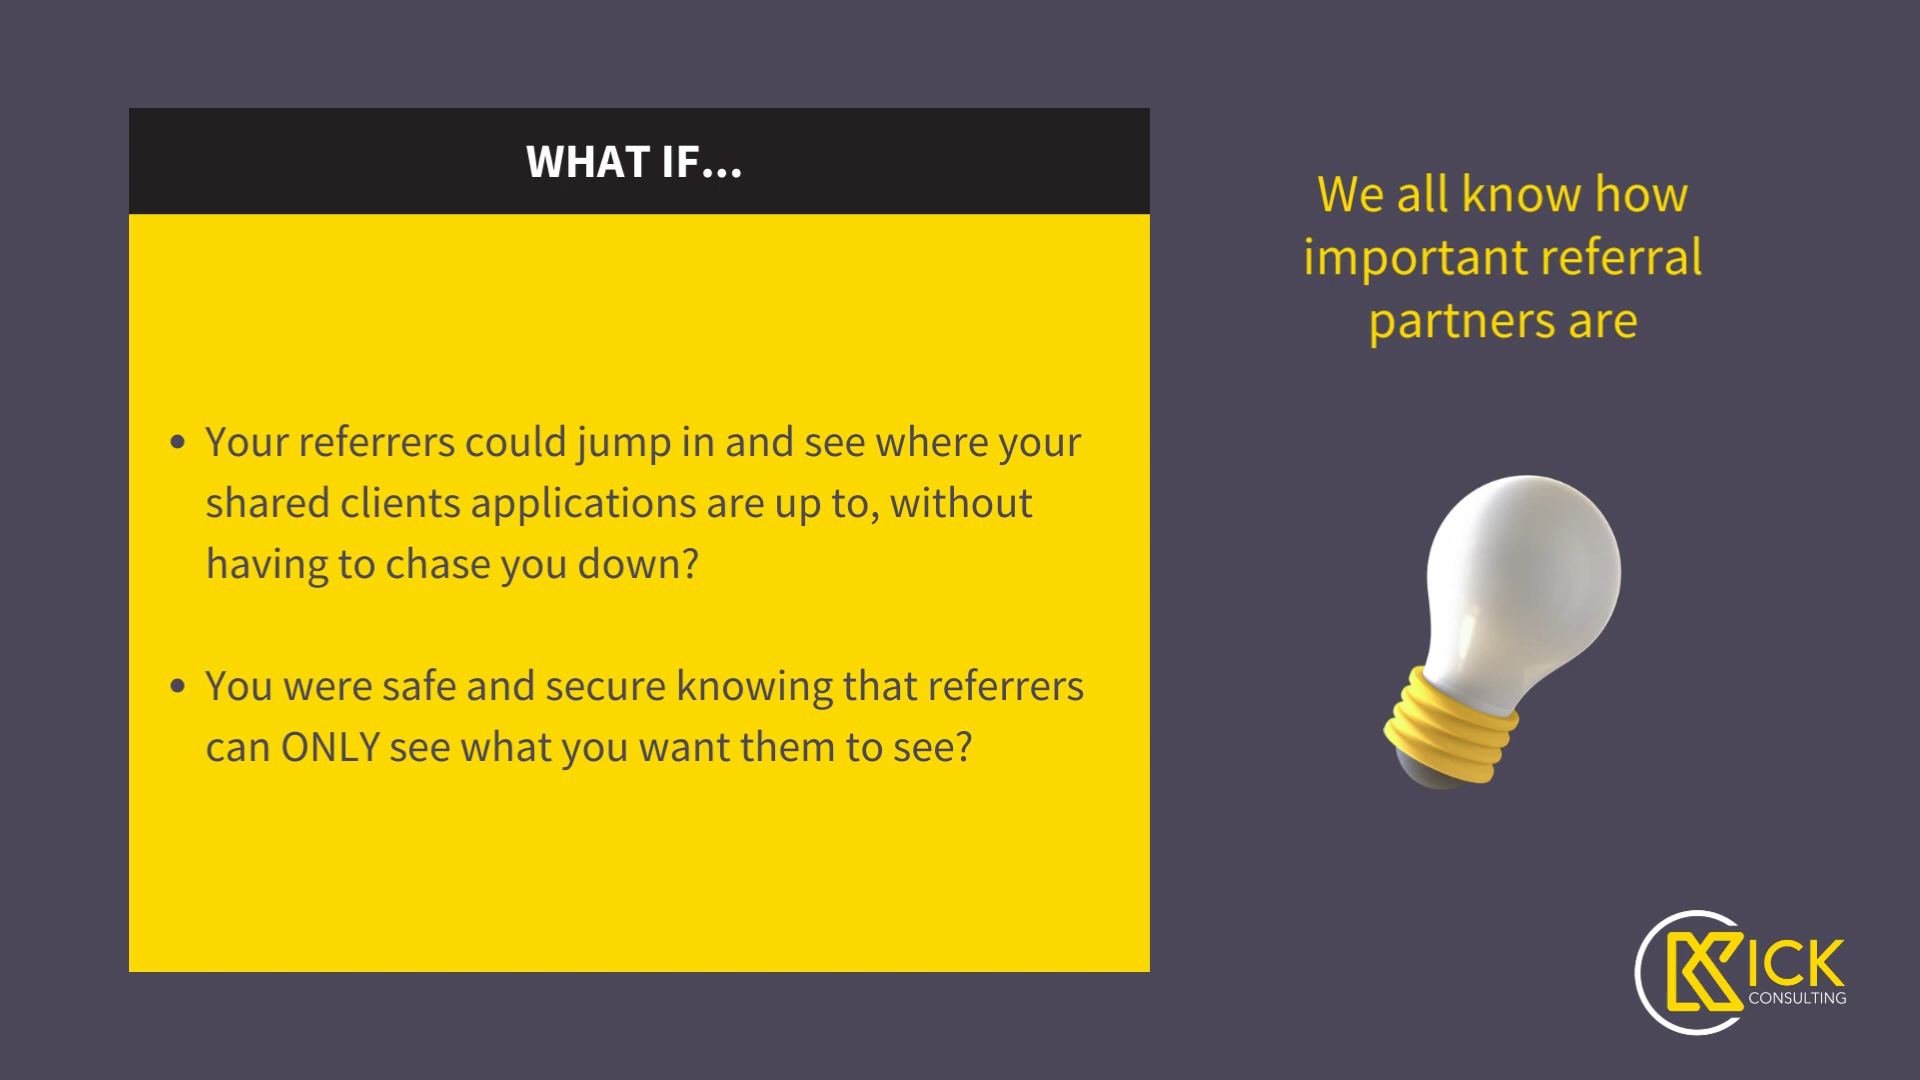 WHAT IF...
• Your referrers could jump in and see where your
shared clients applications are up to, without
having to chase you down?
• You were safe and secure knowing that referrers
can ONLY see what you want them to see?
We all know how
important referral
partners are
KICK
CONSULTING